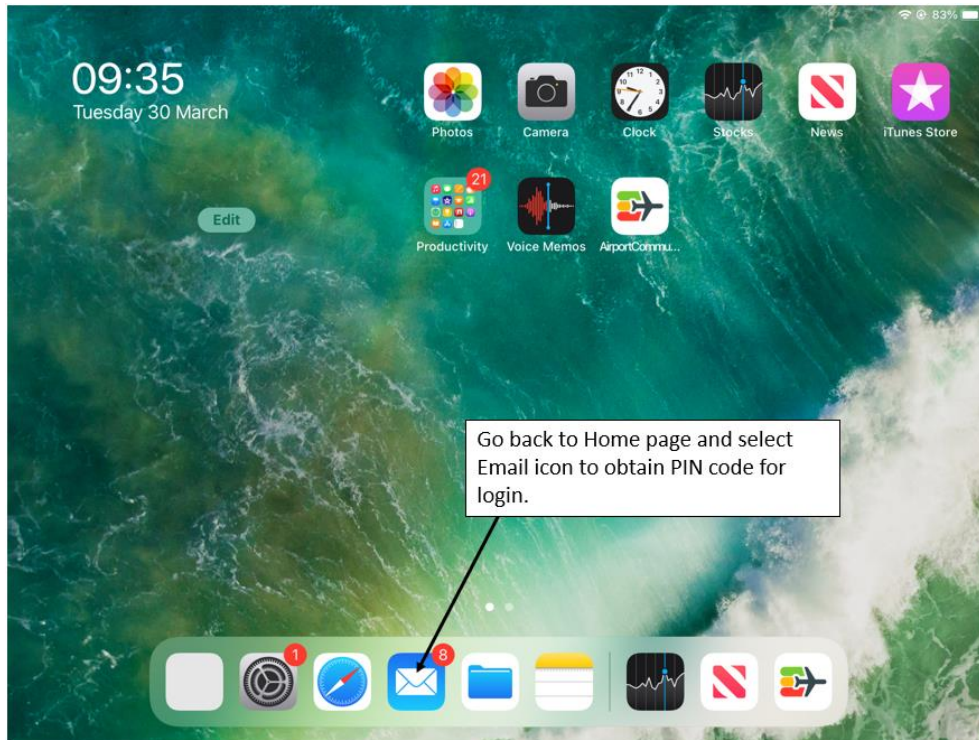 83%
09:35
Tuesday 30 March
Photos
Camera
Clock
Stocks
News
iTunes Store
21
Edit
Productivity
Voice Memos
AirportCommu...
Go back to Home page and select
Email icon to obtain PIN code for
login.
1
8